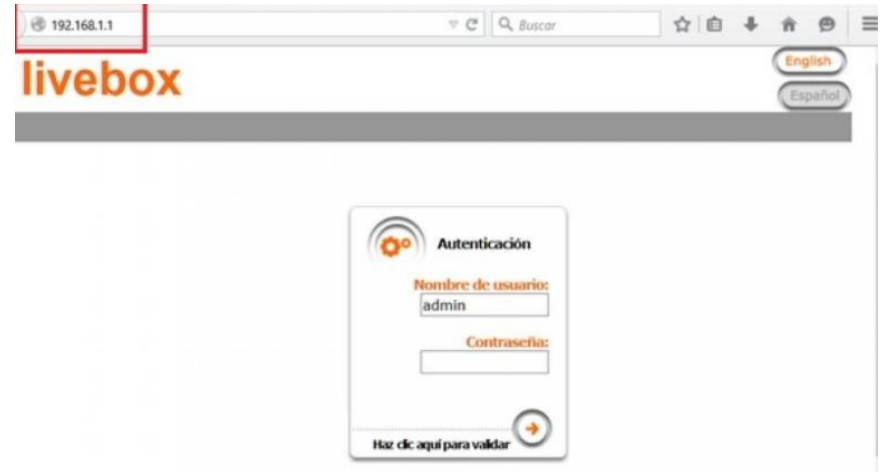 192.168.1.1
Buscar
livebox
English
Español
Autenticación
Nombre de usuario:
admin
Contraseña:
Haz clic aquí para validar